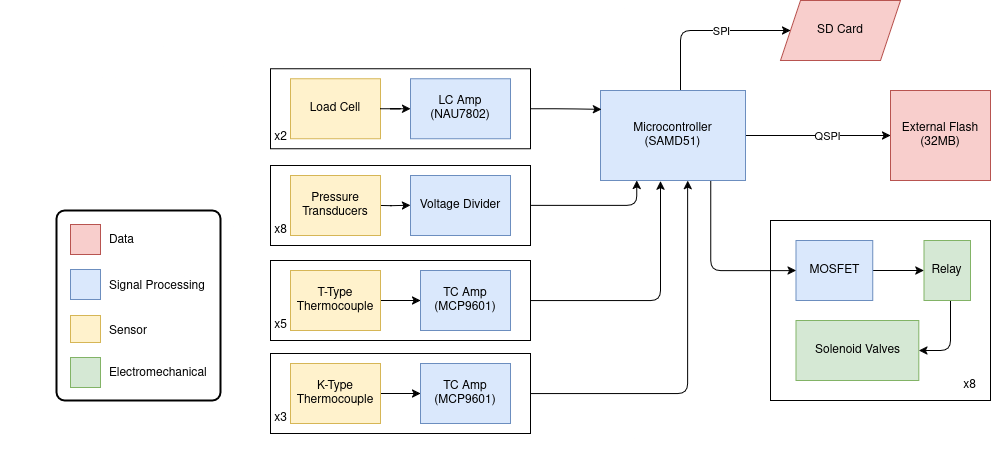 SPI
SD Card
Load Cell
LC Amp
(NAU7802)
x2
Microcontroller
(SAMD51)
QSPI
External Flash
(32MB)
Pressure
Transducers
Voltage Divider
x8
T-Type
Thermocouple
TC Amp
(MCP9601)
x5
K-Type
Thermocouple
TC Amp
(MCP9601)
x3
MOSFET
Relay
Solenoid Valves
x8
Data
Signal Processing
Sensor
Electromechanical